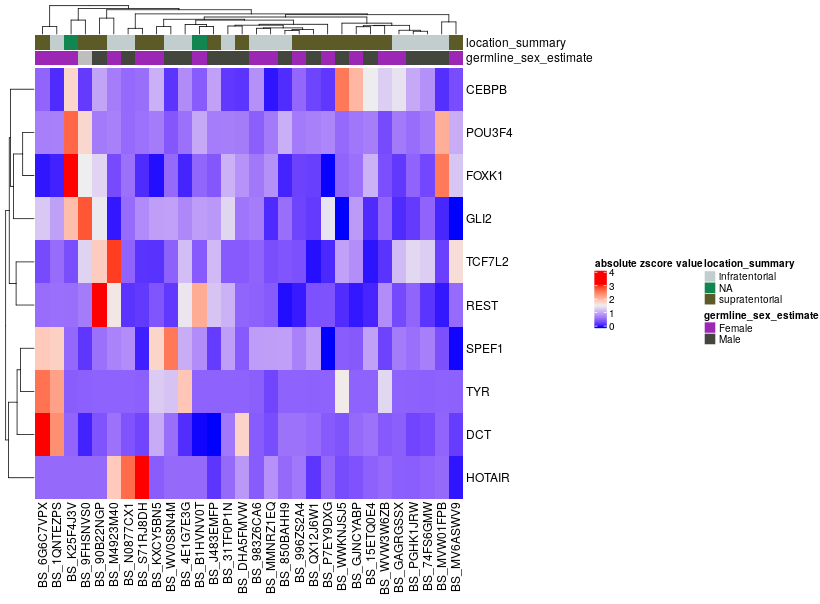 location_summary
germline_sex_estimate
CEBPB
POU3F4
FOXK1
GLI2
TCF7L2
REST
SPEF1
TYR
DCT
HOTAIR
absolute zscore value
4
3
2
1
0
location_summary
infratentorial
NA
supratentorial
germline_sex_estimate
Female
Male
BS_6G6C7VPX
BS_1QNTEZPS
BS_K25F4J3V
BS_9FHSNVS0
BS_90B22NGP
BS_M4923M40
BS_N0877CX1
BS_S71RJ8DH
BS_KXCY5BN5
BS_WV0S8N4M
BS_4E1G7E3G
BS_B1HVNV0T
BS_J483EMFP
BS_31TF0P1N
BS_DHA5FMVW
BS_983Z6CA6
BS_MMNRZ1EQ
BS_850BAHH9
BS_996ZS2A4
BS_QX12J6W1
BS_P7EY9DXG
BS_WWKNJSJ5
BS_GJNCYABP
BS_15ETQ0E4
BS_WVW3W6ZB
BS_GAGRGSSX
BS_PGHK1JRW
BS_74FS6GMW
BS_MVW01FPB
BS_MV6ASWV9